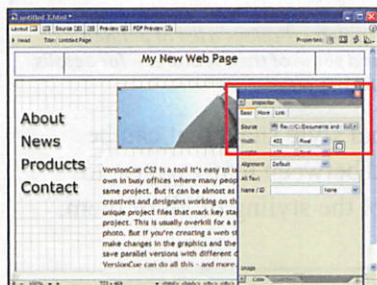 untitled 3.html*
Layout Source Preview PDF Preview
Head Title: Untitled Page Properties:
My New Web Page
About
News
Products
Contact
VersionCue CS2 is a tool it's easy to u
own in busy offices where many peop
same project. But it can be almost as
creatives and designers working on th
unique project files that mark key sta
project. This is usually overkill for a s
photo. But if you're creating a web s
make changes in the graphics and the
save parallel versions with different c
VersionCue can do all this - and more.
Inspector
Basic More Link
Source
Width Pixel
Pixel
Alignment Default
Alt Text
Name / ID None
Image